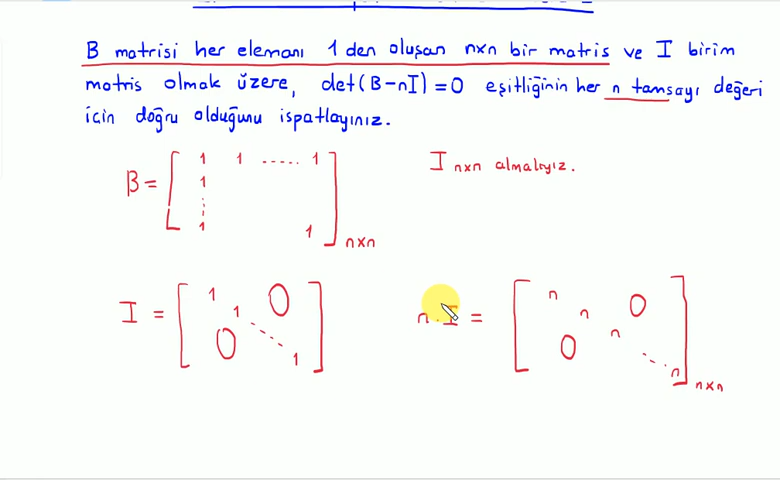 B matrisi her elemanı 1 den oluşan nxn bir matris ve I birim
matris olmak üzere, det(B-nI)=0 eşitliğinin her n tamsayı değeri
için doğru olduğunu ispatlayınız.
B = [ 1 1 ..... 1
1
⋮
1 1 ] nxn
I nxn almalıyız.
I = [ 1 0
1
0 ⋱
1 ]
n.I = [ n 0
n
0 n
⋱ n ] nxn